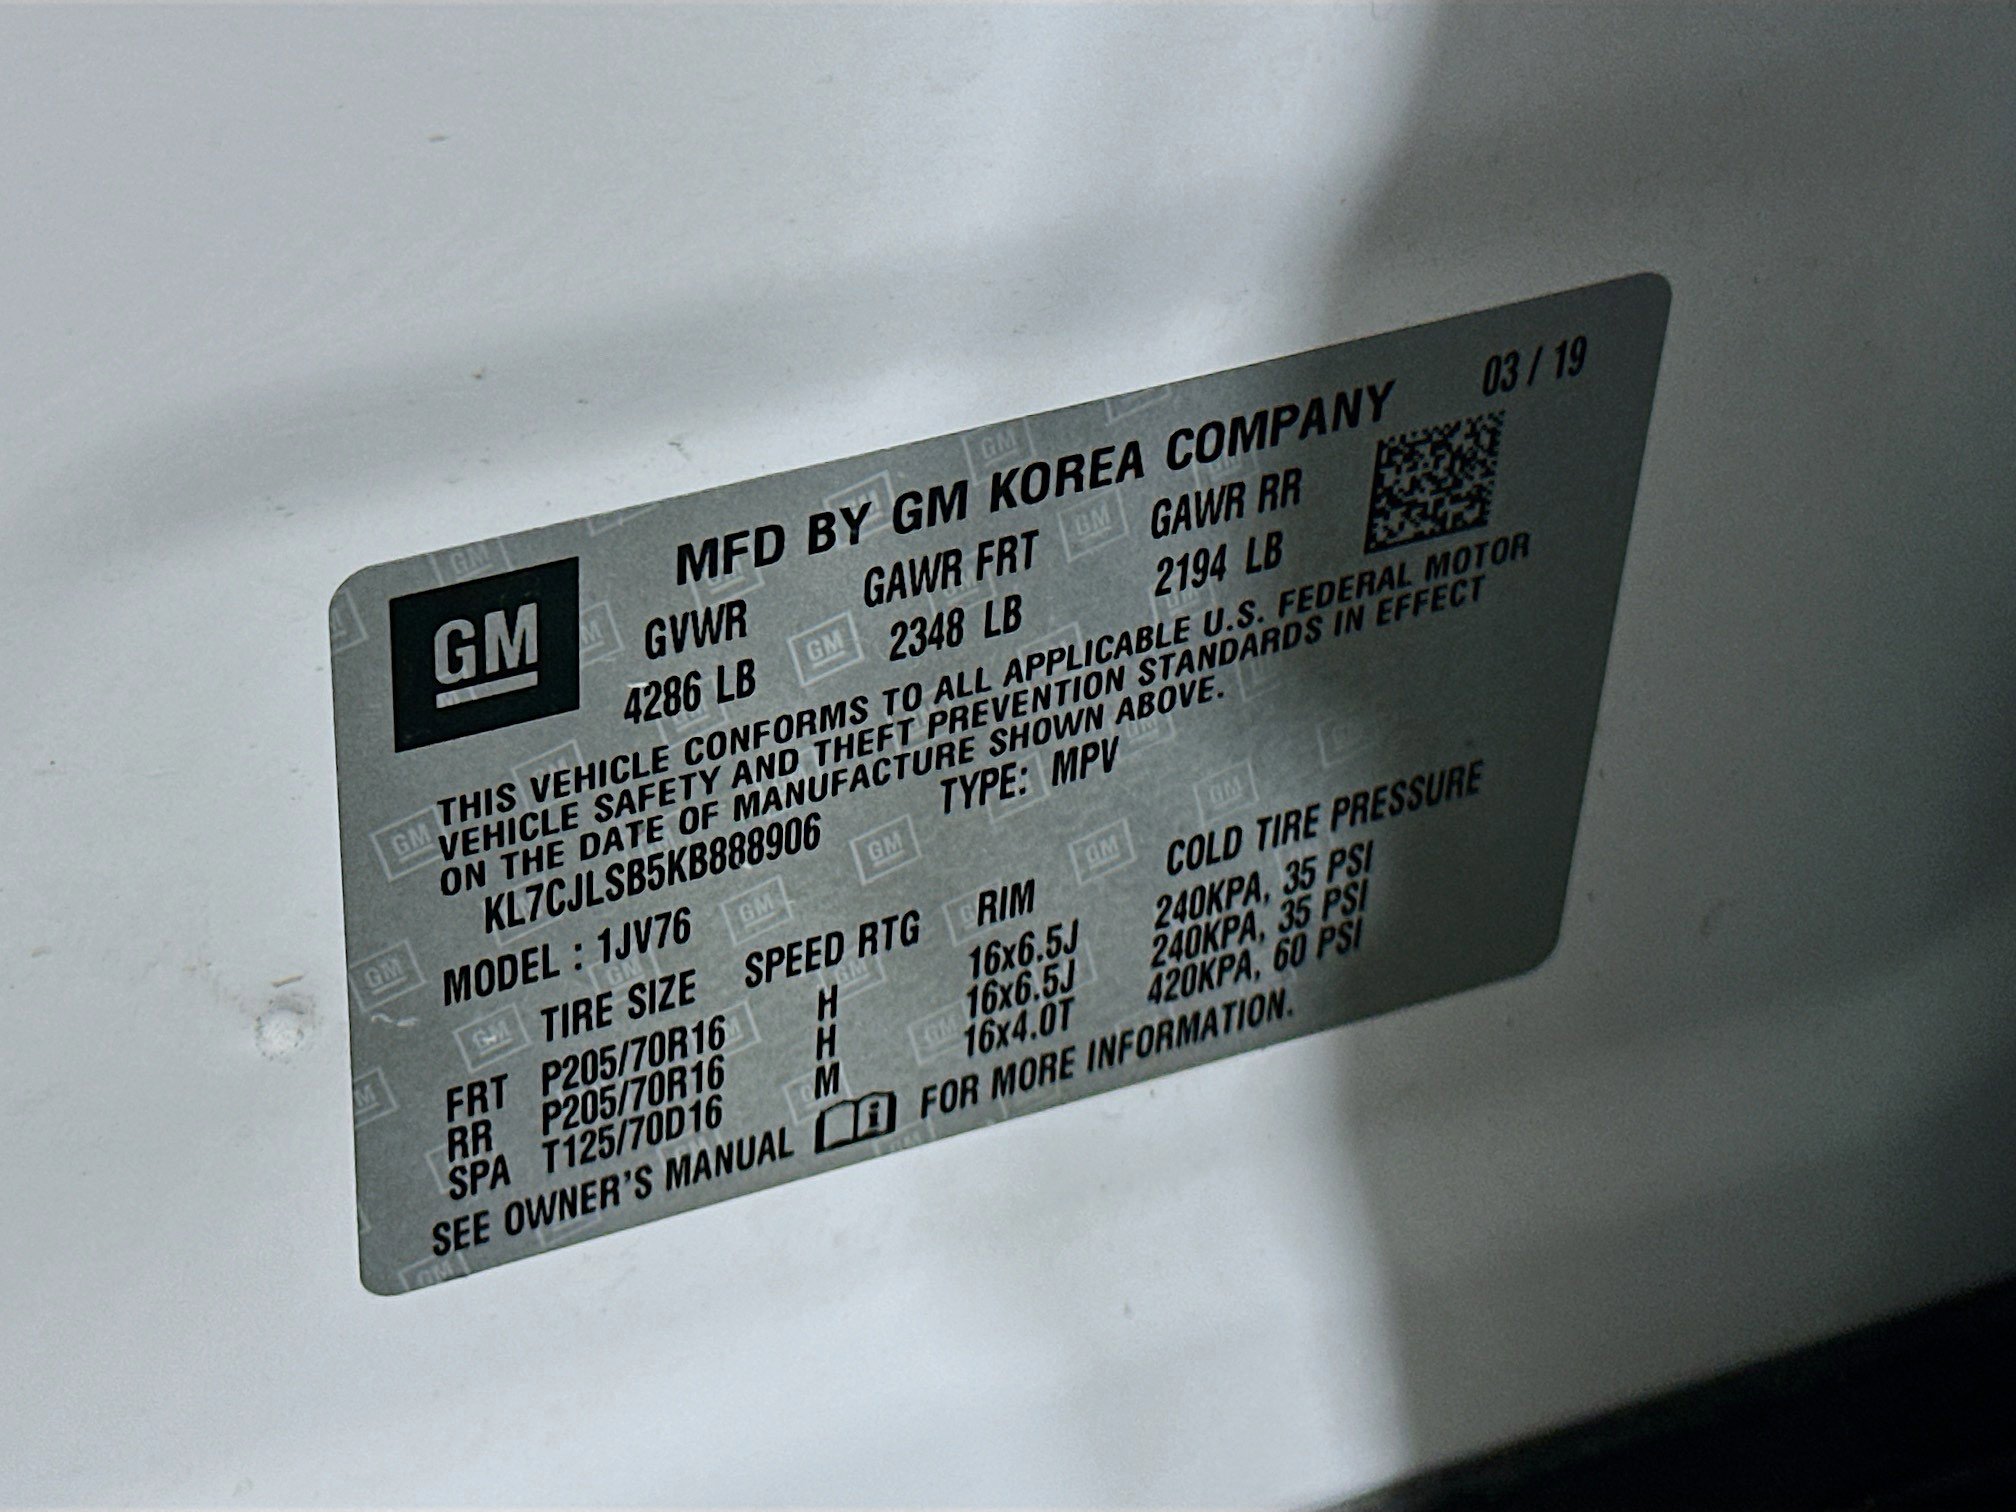 MFD BY GM KOREA COMPANY 03 / 19
GM
GVWR GAWR FRT GAWR RR
4286 LB 2348 LB 2194 LB
THIS VEHICLE CONFORMS TO ALL APPLICABLE U.S. FEDERAL MOTOR
VEHICLE SAFETY AND THEFT PREVENTION STANDARDS IN EFFECT
ON THE DATE OF MANUFACTURE SHOWN ABOVE.
KL7CJLSB5KB888906 TYPE: MPV
MODEL : 1JV76
TIRE SIZE SPEED RTG RIM COLD TIRE PRESSURE
FRT P205/70R16 H 16x6.5J 240KPA, 35 PSI
RR P205/70R16 H 16x6.5J 240KPA, 35 PSI
SPA T125/70D16 M 16x4.0T 420KPA, 60 PSI
SEE OWNER'S MANUAL FOR MORE INFORMATION.